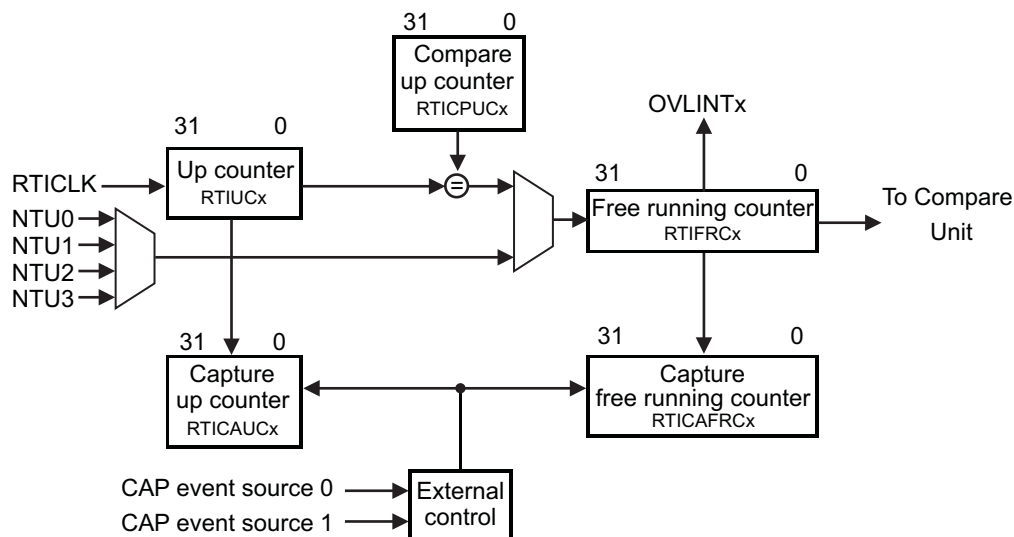 31 0
Compare
up counter
RTICPUCx
OVLINTx
31 0
Up counter
RTIUCx
RTICLK
=
31 0
Free running counter
RTIFRCx
To Compare
Unit
NTU0
NTU1
NTU2
NTU3
31 0
Capture
up counter
RTICAUCx
31 0
Capture
free running counter
RTICAFRCx
CAP event source 0
CAP event source 1
External
control